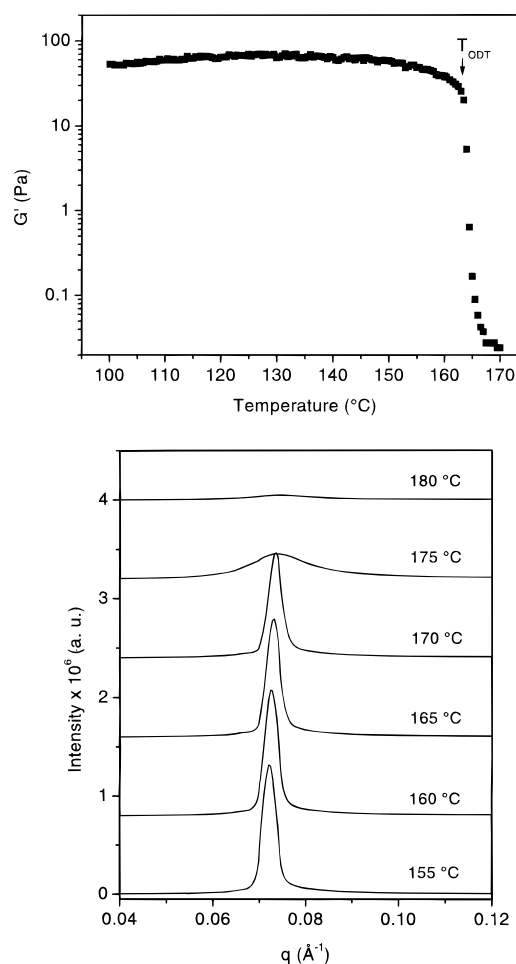 100
10
1
0.1
G' (Pa)
T_ODT
100 110 120 130 140 150 160 170
Temperature (°C)
4
3
2
1
0
Intensity x 10⁶ (a. u.)
180 °C
175 °C
170 °C
165 °C
160 °C
155 °C
0.04 0.06 0.08 0.10 0.12
q (Å⁻¹)